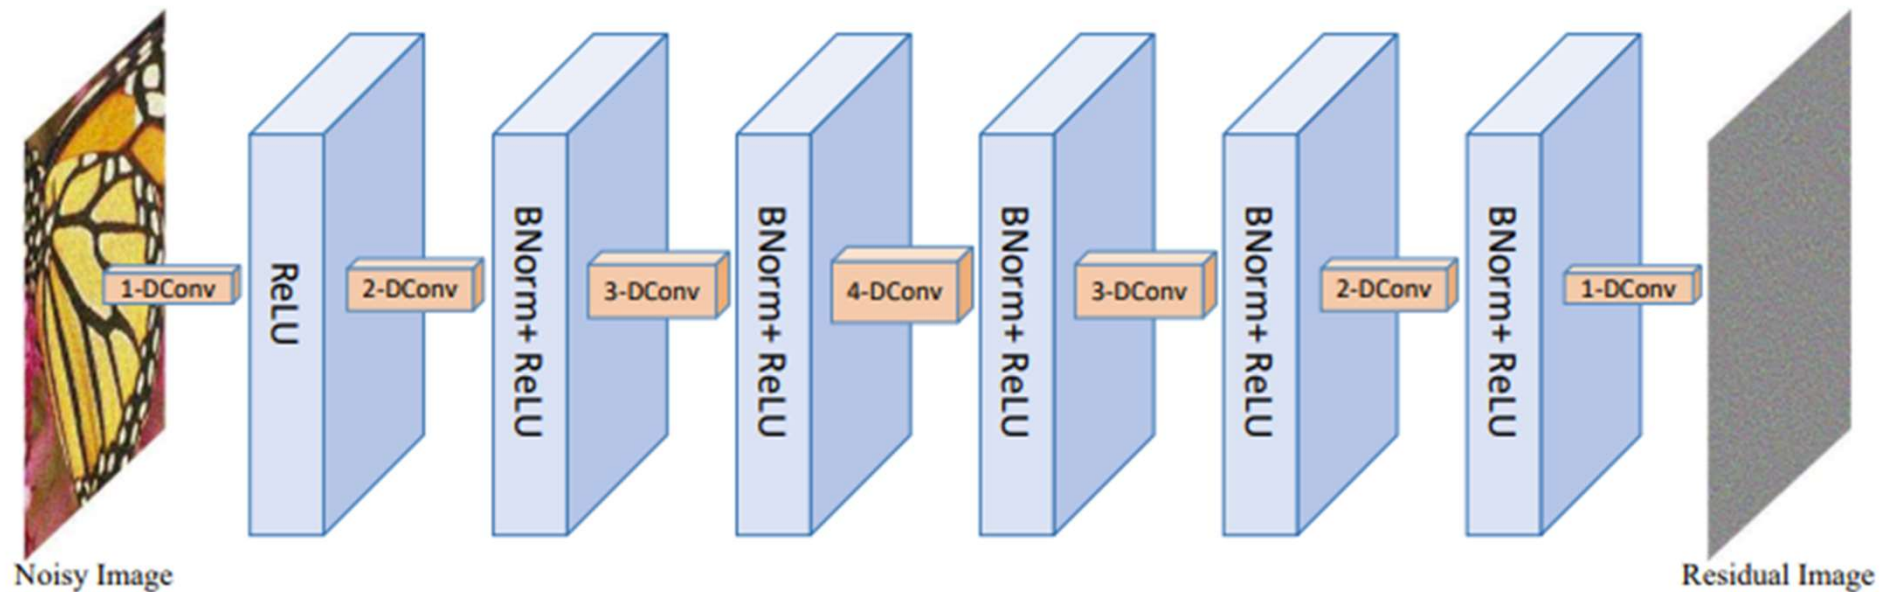 1-DConv
ReLU
2-DConv
BNorm+ ReLU
3-DConv
BNorm+ ReLU
4-DConv
BNorm+ ReLU
3-DConv
BNorm+ ReLU
2-DConv
BNorm+ ReLU
1-DConv
Noisy Image
Residual Image